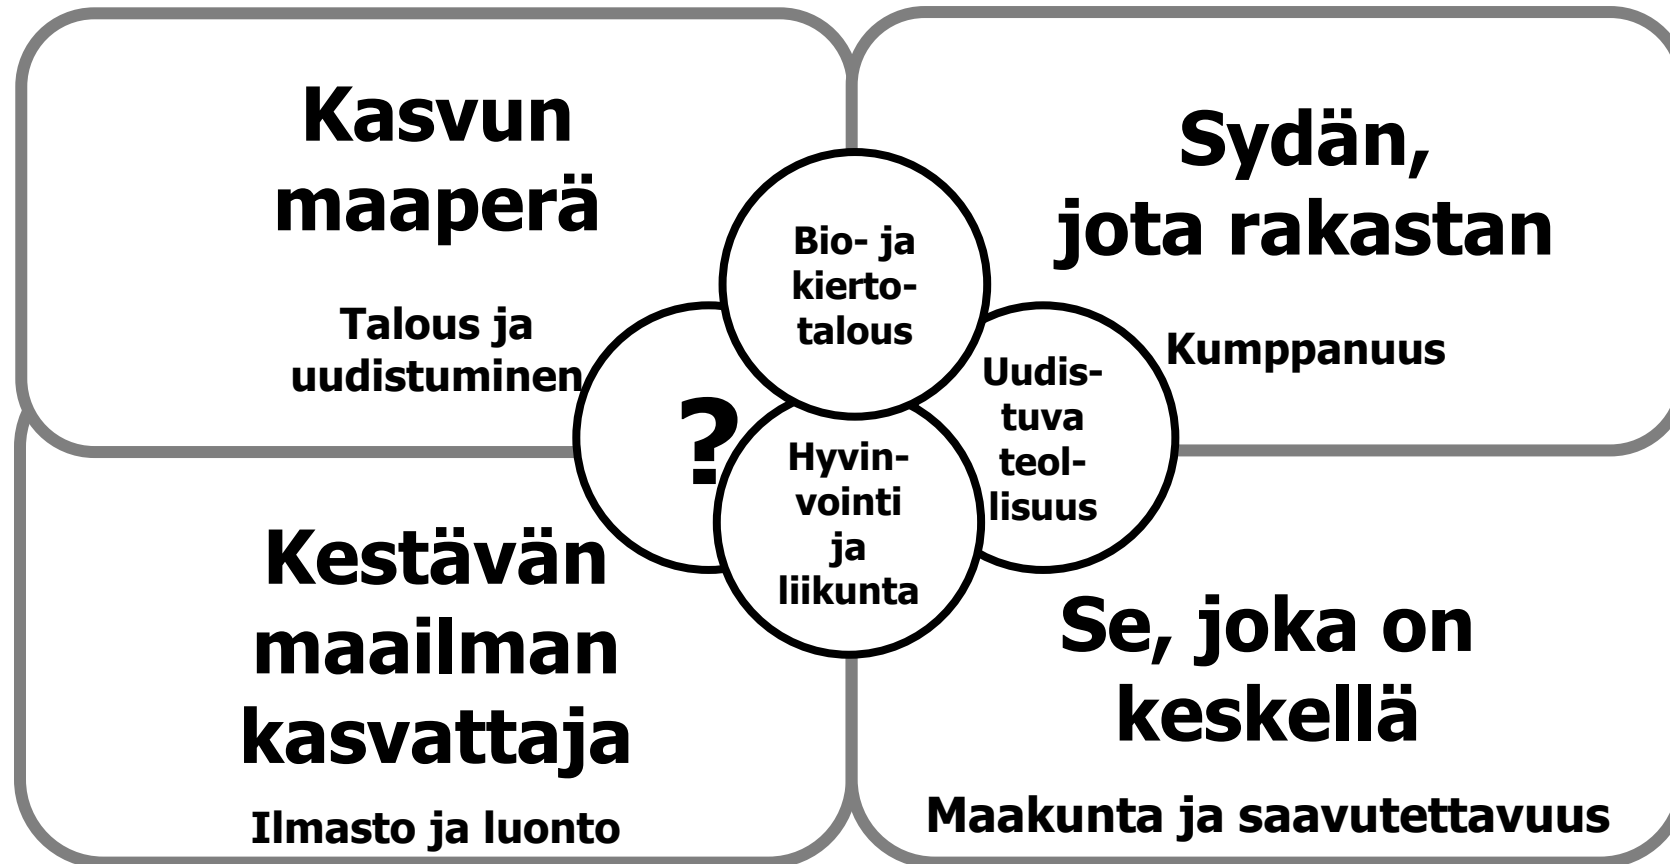 Kasvun
maaperä
Talous ja
uudistuminen
Sydän,
jota rakastan
Kumppanuus
Bio- ja
kierto-
talous
?
Uudis-
tuva
teol-
lisuus
Hyvin-
vointi
ja
liikunta
Kestävän
maailman
kasvattaja
Ilmasto ja luonto
Se, joka on
keskellä
Maakunta ja saavutettavuus